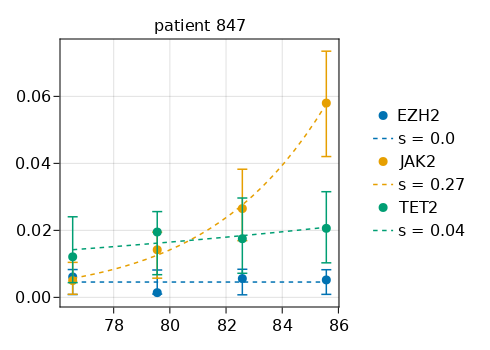 patient 847
0.06
0.04
0.02
0.00
78
80
82
84
86
EZH2
s = 0.0
JAK2
s = 0.27
TET2
s = 0.04